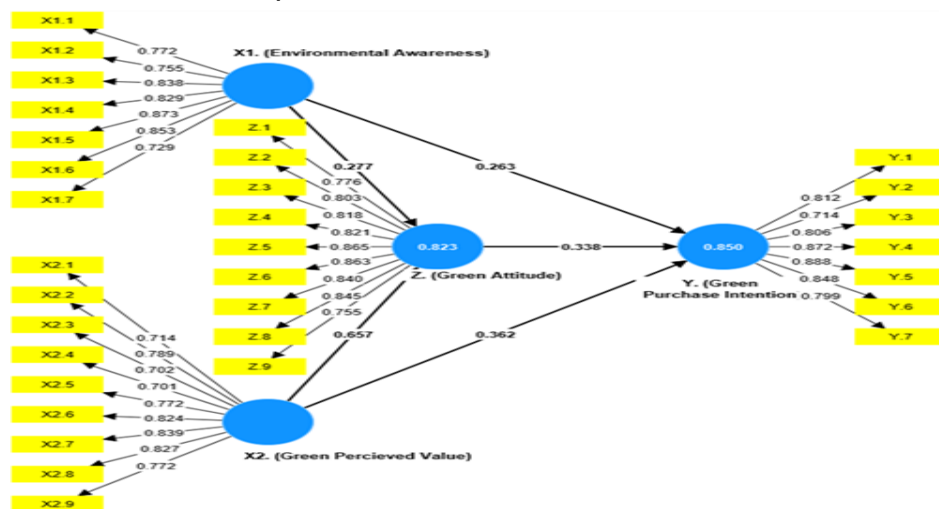 X1.1
X1.2
X1.3
X1.4
X1.5
X1.6
X1.7
0.772
0.755
0.838
0.829
0.873
0.853
0.729
X1. (Environmental Awareness)
Z.1
Z.2
Z.3
Z.4
Z.5
Z.6
Z.7
Z.8
Z.9
0.277
0.776
0.803
0.818
0.821
0.865
0.863
0.840
0.845
0.755
0.657
0.263
0.823
Z. (Green Attitude)
0.338
0.362
0.850
Y. (Green
Purchase Intention
0.812
0.714
0.806
0.872
0.888
0.848
0.799
Y.1
Y.2
Y.3
Y.4
Y.5
Y.6
Y.7
X2.1
X2.2
X2.3
X2.4
X2.5
X2.6
X2.7
X2.8
X2.9
0.714
0.789
0.702
0.701
0.772
0.824
0.839
0.827
0.772
X2. (Green Percieved Value)